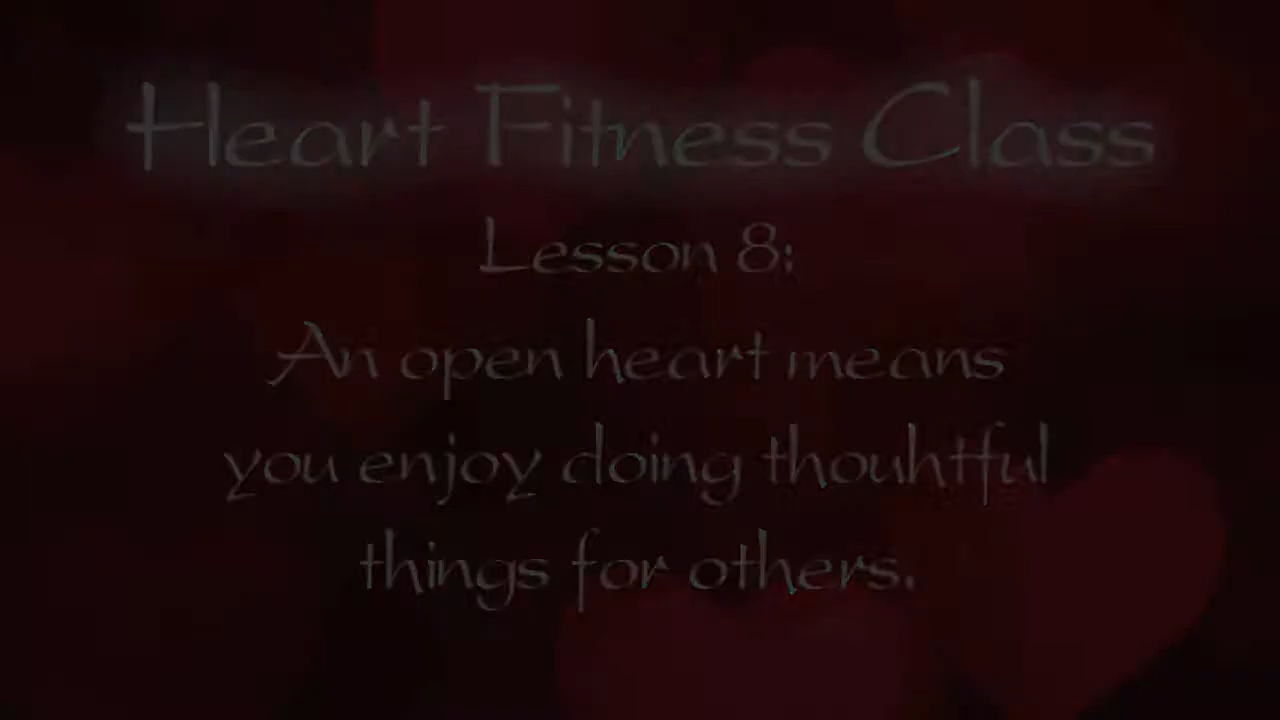 Heart Fitness Class
Lesson 8:
An open heart means
you enjoy doing thouhtful
things for others.